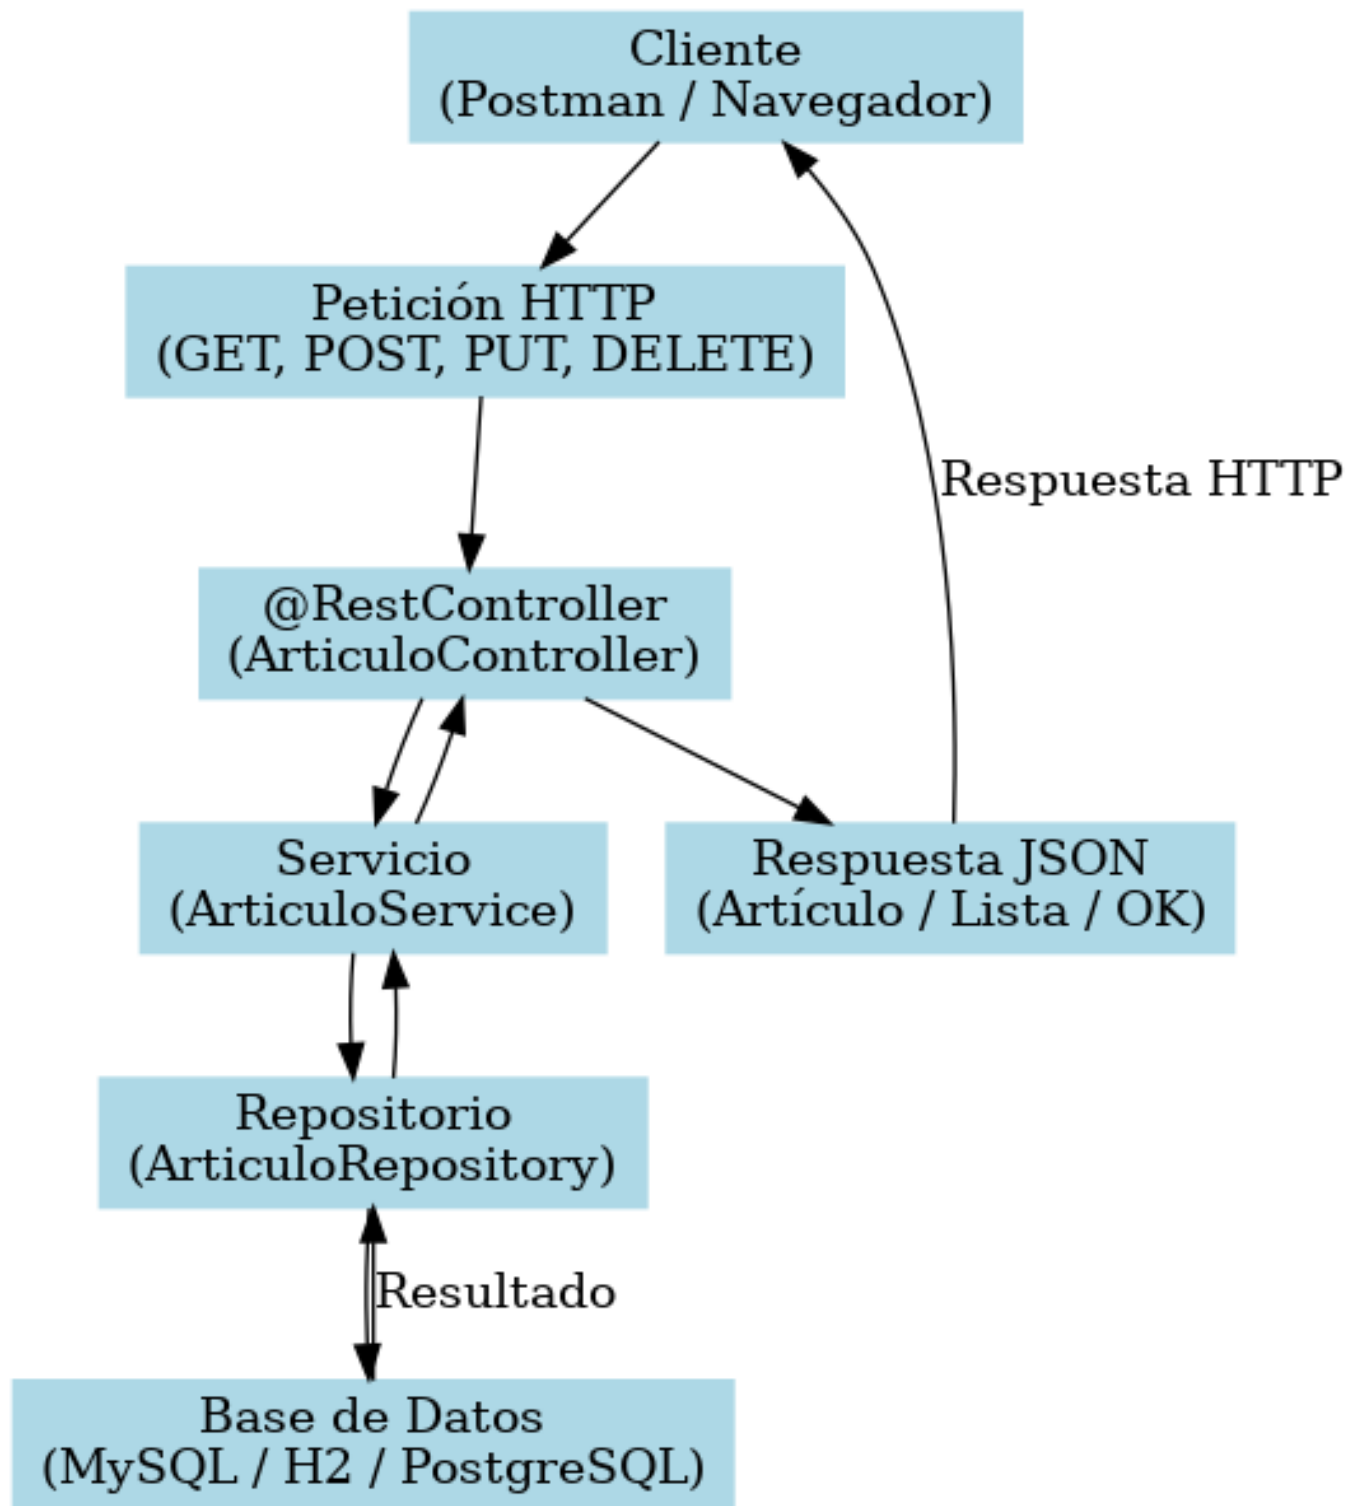 Cliente
(Postman / Navegador)
Petición HTTP
(GET, POST, PUT, DELETE)
Respuesta HTTP
@RestController
(ArticuloController)
Servicio
(ArticuloService)
Respuesta JSON
(Artículo / Lista / OK)
Repositorio
(ArticuloRepository)
Resultado
Base de Datos
(MySQL / H2 / PostgreSQL)